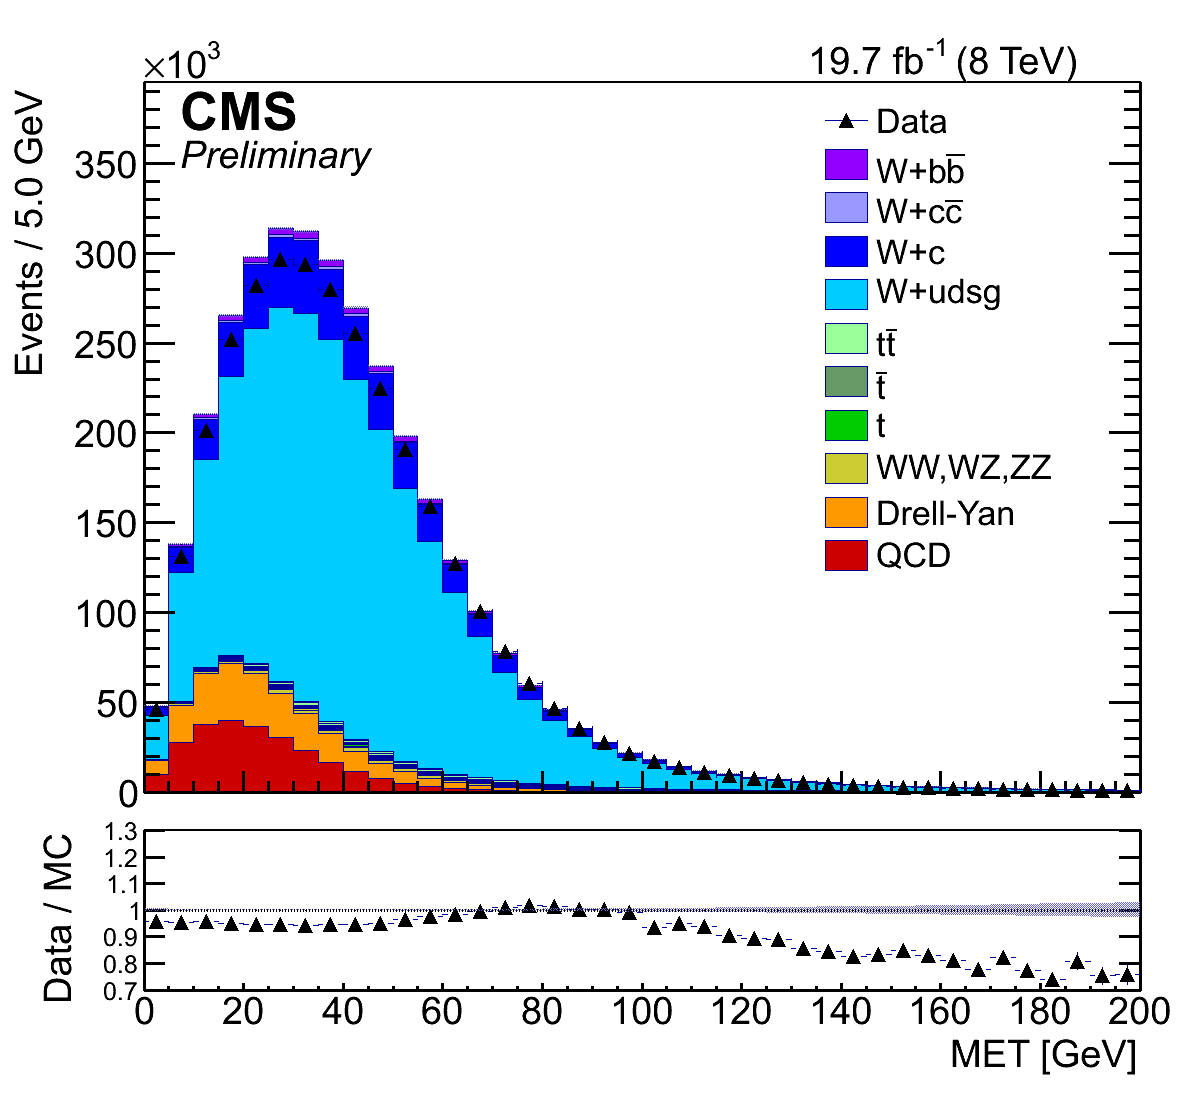 ×10³
19.7 fb⁻¹ (8 TeV)
CMS
Preliminary
Events / 5.0 GeV
350
300
250
200
150
100
50
0
Data
W+bb̅
W+cc̅
W+c
W+udsg
tt̅
t̅
t
WW,WZ,ZZ
Drell-Yan
QCD
Data / MC
1.3
1.2
1.1
1
0.9
0.8
0.7
0 20 40 60 80 100 120 140 160 180 200
MET [GeV]